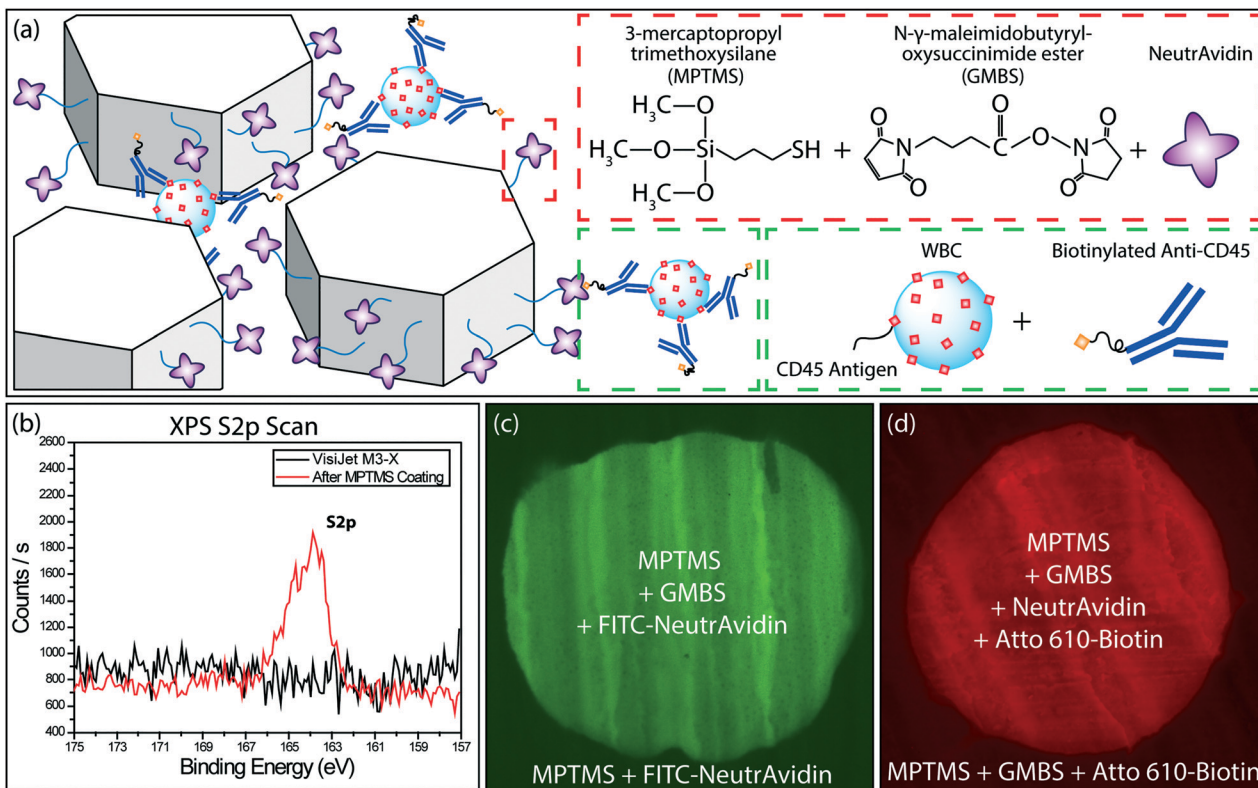 (a)
3-mercaptopropyl
trimethoxysilane
(MPTMS)
N-γ-maleimidobutyryl-
oxysuccinimide ester
(GMBS)
NeutrAvidin
H₃C—O
O
H₃C—O—Si
SH
H₃C—O
+
O
N
O
O
C
O
N
O
O
+
WBC
Biotinylated Anti-CD45
+
CD45 Antigen
(b)
XPS S2p Scan
VisiJet M3-X
After MPTMS Coating
S2p
Counts / s
2600
2400
2200
2000
1800
1600
1400
1200
1000
800
600
400
175 173 171 169 167 165 163 161 159 157
Binding Energy (eV)
(c)
MPTMS
+ GMBS
+ FITC-NeutrAvidin
MPTMS + FITC-NeutrAvidin
(d)
MPTMS
+ GMBS
+ NeutrAvidin
+ Atto 610-Biotin
MPTMS + GMBS + Atto 610-Biotin